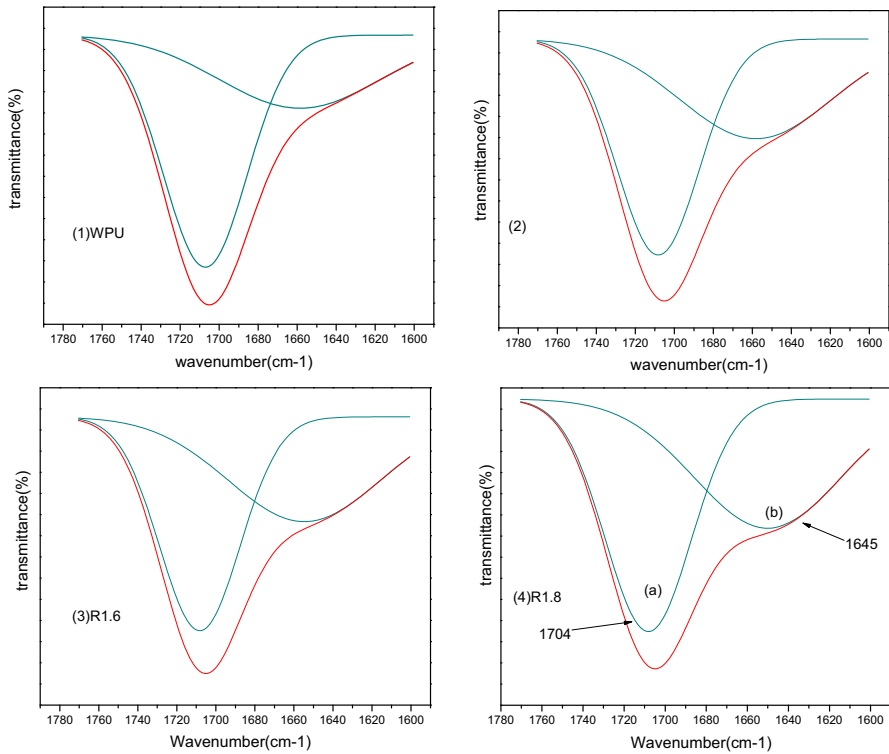 transmittance(%)
(1)WPU
1780 1760 1740 1720 1700 1680 1660 1640 1620 1600
wavenumber(cm-1)
transmittance(%)
(2)
1780 1760 1740 1720 1700 1680 1660 1640 1620 1600
wavenumber(cm-1)
transmittance(%)
(3)R1.6
1780 1760 1740 1720 1700 1680 1660 1640 1620 1600
Wavenumber(cm-1)
transmittance(%)
(b)
1645
(a)
(4)R1.8
1704
1780 1760 1740 1720 1700 1680 1660 1640 1620 1600
Wavenumber(cm-1)